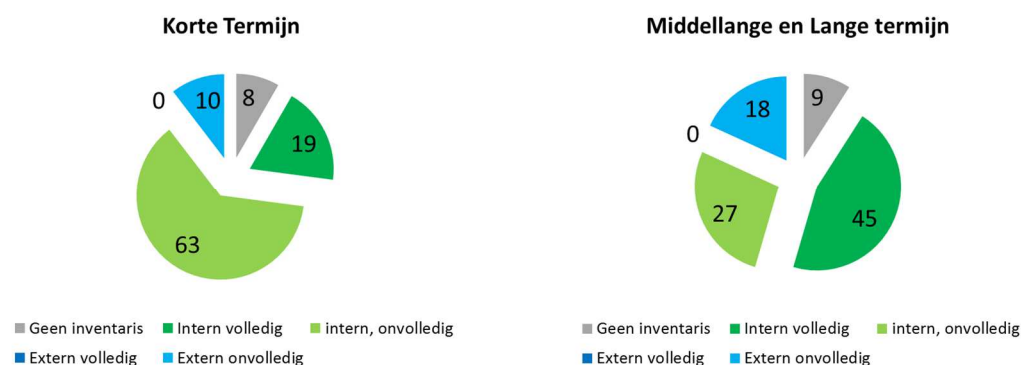 Korte Termijn
0
10
8
19
63
Geen inventaris Intern volledig intern, onvolledig
Extern volledig Extern onvolledig
Middellange en Lange termijn
0
18
9
27
45
Geen inventaris Intern volledig intern, onvolledig
Extern volledig Extern onvolledig